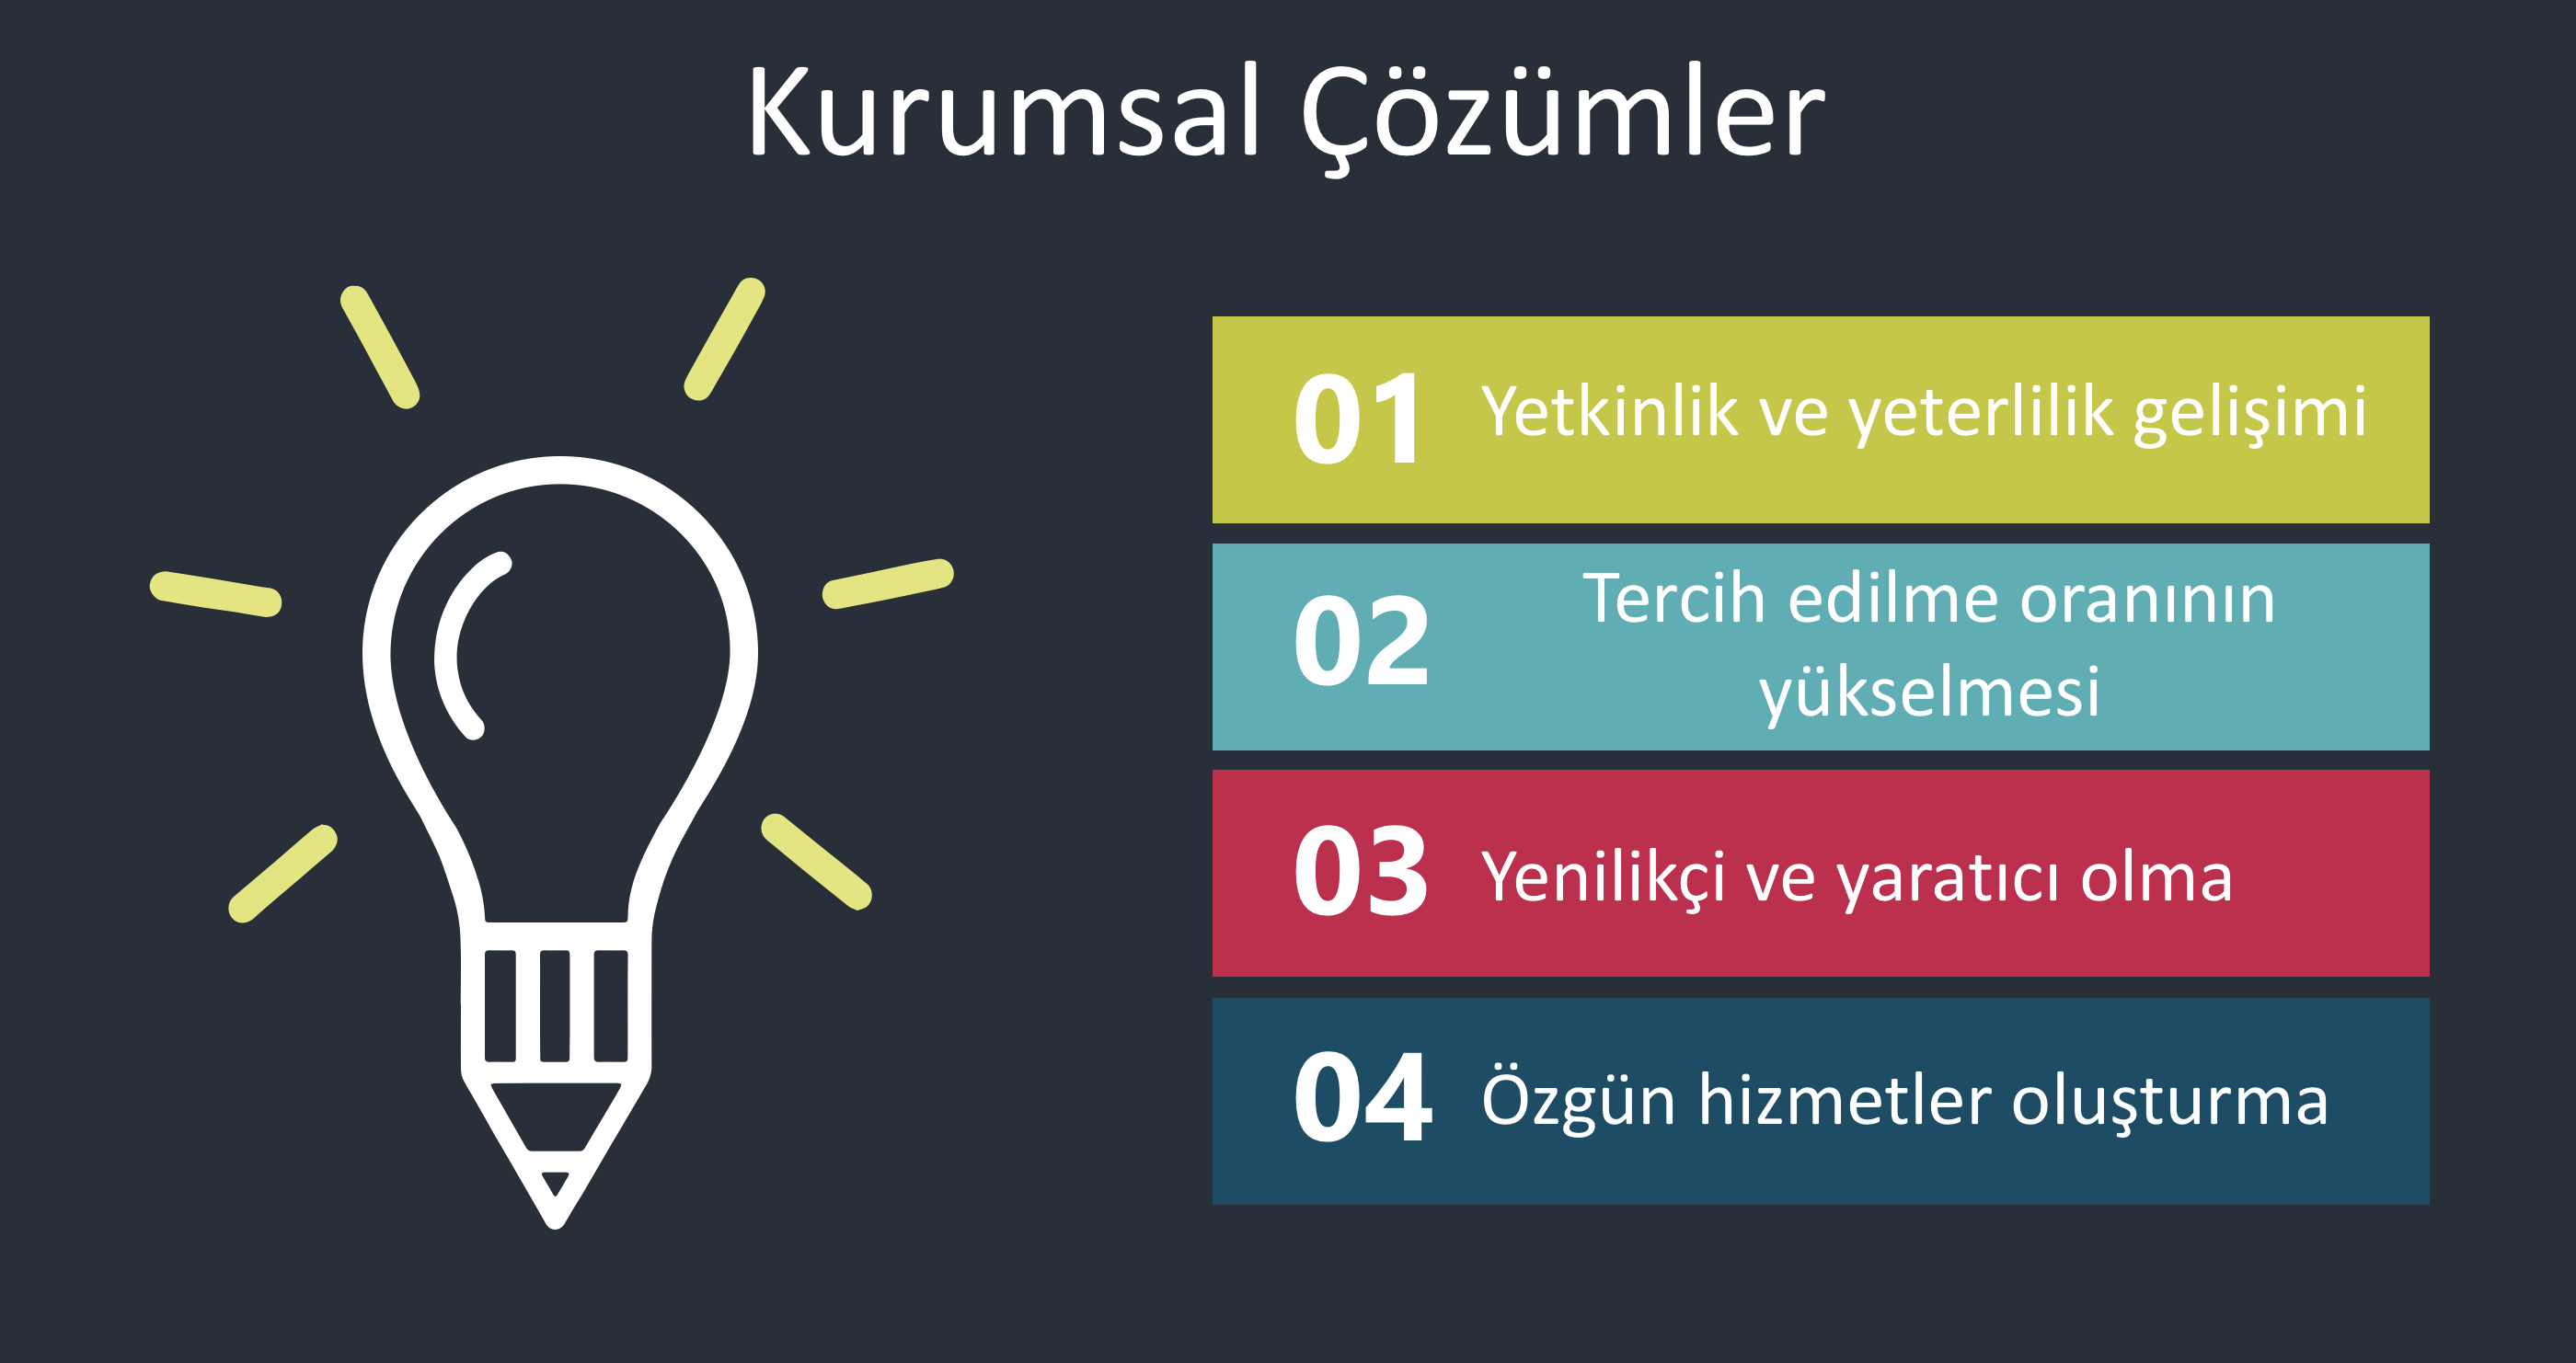 Kurumsal Çözümler
01 Yetkinlik ve yeterlilik gelişimi
02 Tercih edilme oranının
yükselmesi
03 Yenilikçi ve yaratıcı olma
04 Özgün hizmetler oluşturma